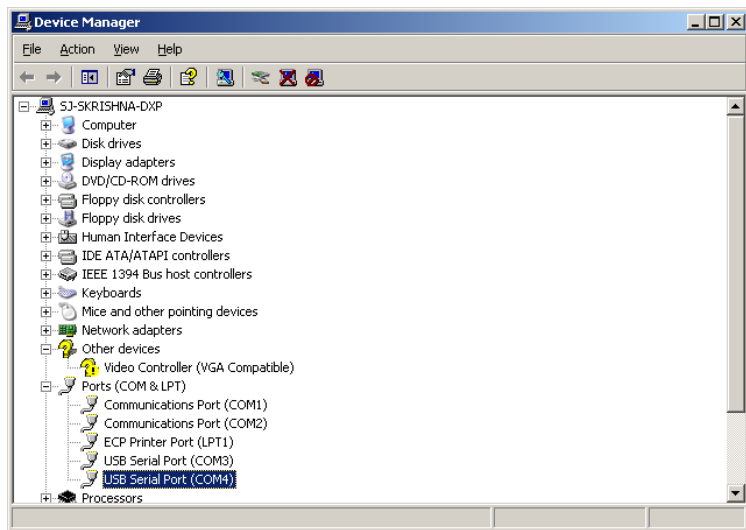 Device Manager
File Action View Help
SJ-SKRISHNA-DXP
Computer
Disk drives
Display adapters
DVD/CD-ROM drives
Floppy disk controllers
Floppy disk drives
Human Interface Devices
IDE ATA/ATAPI controllers
IEEE 1394 Bus host controllers
Keyboards
Mice and other pointing devices
Network adapters
Other devices
Video Controller (VGA Compatible)
Ports (COM & LPT)
Communications Port (COM1)
Communications Port (COM2)
ECP Printer Port (LPT1)
USB Serial Port (COM3)
USB Serial Port (COM4)
Processors